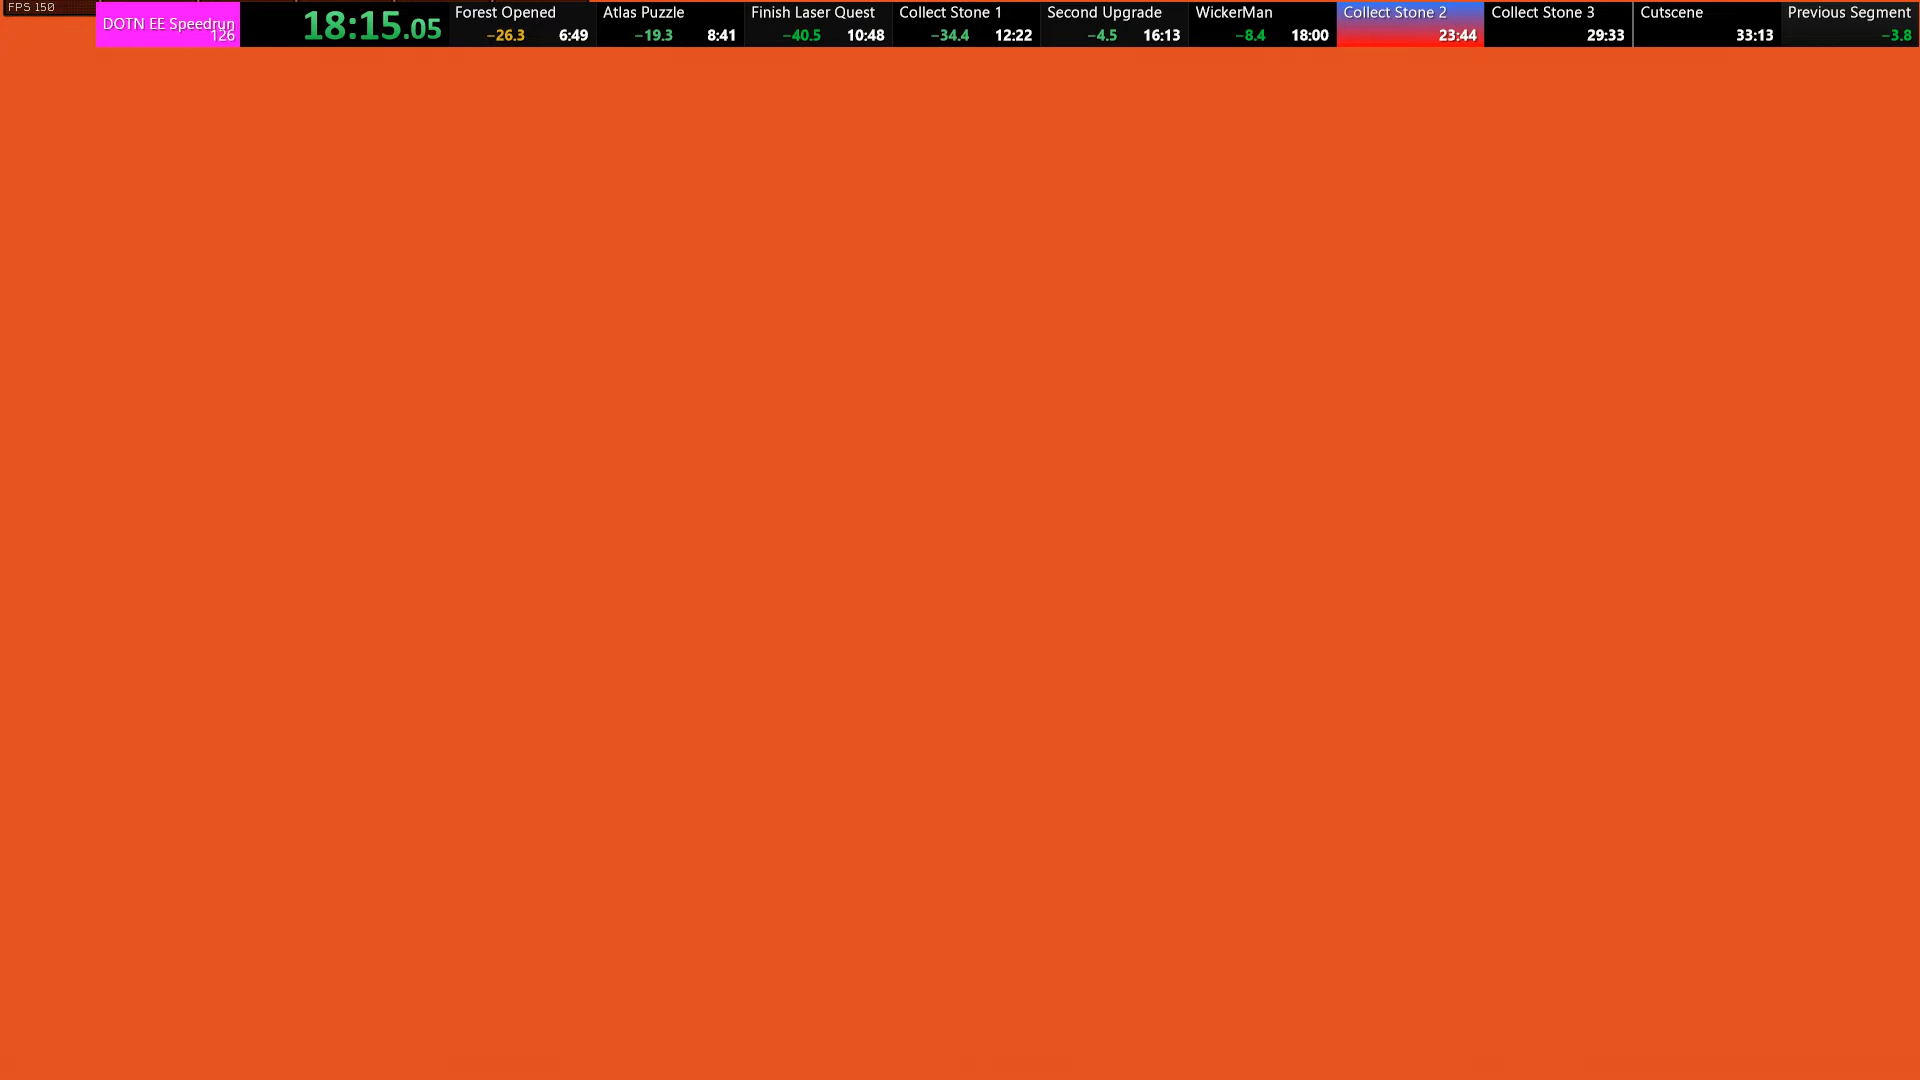 FPS 150
DOTN EE Speedrun
126
18:15.05
Forest Opened
−26.3 6:49
Atlas Puzzle
−19.3 8:41
Finish Laser Quest
−40.5 10:48
Collect Stone 1
−34.4 12:22
Second Upgrade
−4.5 16:13
WickerMan
−8.4 18:00
Collect Stone 2
23:44
Collect Stone 3
29:33
Cutscene
33:13
Previous Segment
−3.8